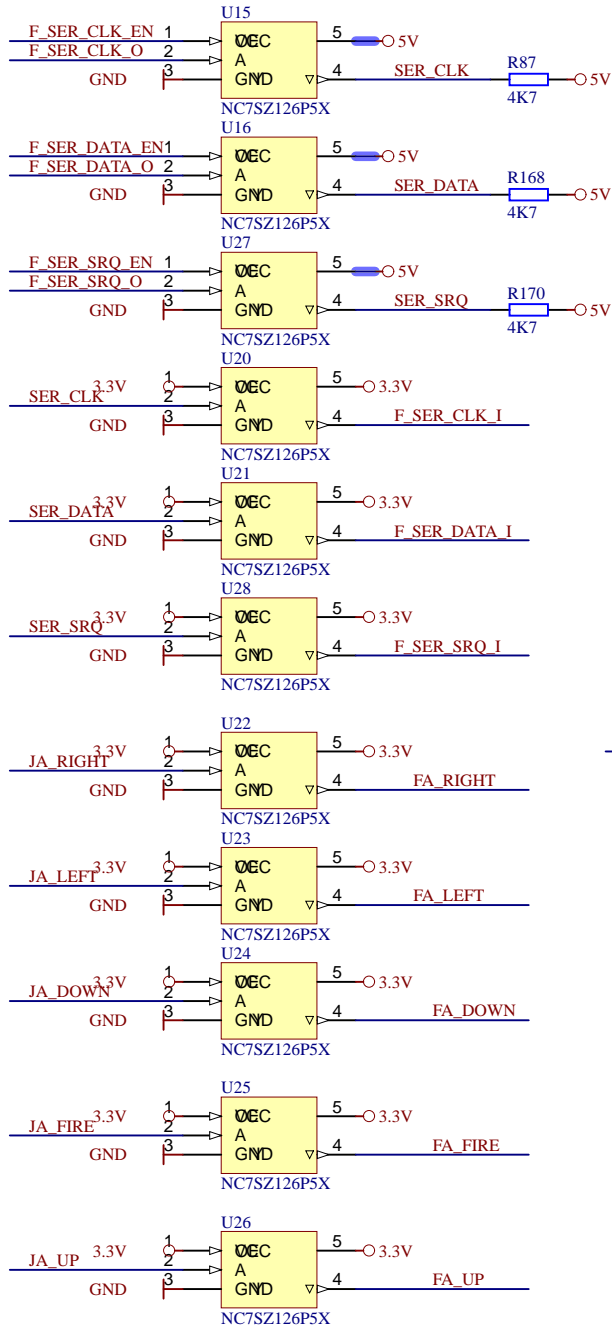 U15
F_SER_CLK_EN 1 OE VCC 5 5V
F_SER_CLK_O 2 A
GND 3 GND Y 4 SER_CLK R87 4K7 5V
NC7SZ126P5X
U16
F_SER_DATA_EN 1 OE VCC 5 5V
F_SER_DATA_O 2 A
GND 3 GND Y 4 SER_DATA R168 4K7 5V
NC7SZ126P5X
U27
F_SER_SRQ_EN 1 OE VCC 5 5V
F_SER_SRQ_O 2 A
GND 3 GND Y 4 SER_SRQ R170 4K7 5V
NC7SZ126P5X
U20
3.3V 1 OE VCC 5 3.3V
SER_CLK 2 A
GND 3 GND Y 4 F_SER_CLK_I
NC7SZ126P5X
U21
3.3V 1 OE VCC 5 3.3V
SER_DATA 2 A
GND 3 GND Y 4 F_SER_DATA_I
NC7SZ126P5X
U28
3.3V 1 OE VCC 5 3.3V
SER_SRQ 2 A
GND 3 GND Y 4 F_SER_SRQ_I
NC7SZ126P5X
U22
3.3V 1 OE VCC 5 3.3V
JA_RIGHT 2 A
GND 3 GND Y 4 FA_RIGHT
NC7SZ126P5X
U23
3.3V 1 OE VCC 5 3.3V
JA_LEFT 2 A
GND 3 GND Y 4 FA_LEFT
NC7SZ126P5X
U24
3.3V 1 OE VCC 5 3.3V
JA_DOWN 2 A
GND 3 GND Y 4 FA_DOWN
NC7SZ126P5X
U25
3.3V 1 OE VCC 5 3.3V
JA_FIRE 2 A
GND 3 GND Y 4 FA_FIRE
NC7SZ126P5X
U26
3.3V 1 OE VCC 5 3.3V
JA_UP 2 A
GND 3 GND Y 4 FA_UP
NC7SZ126P5X